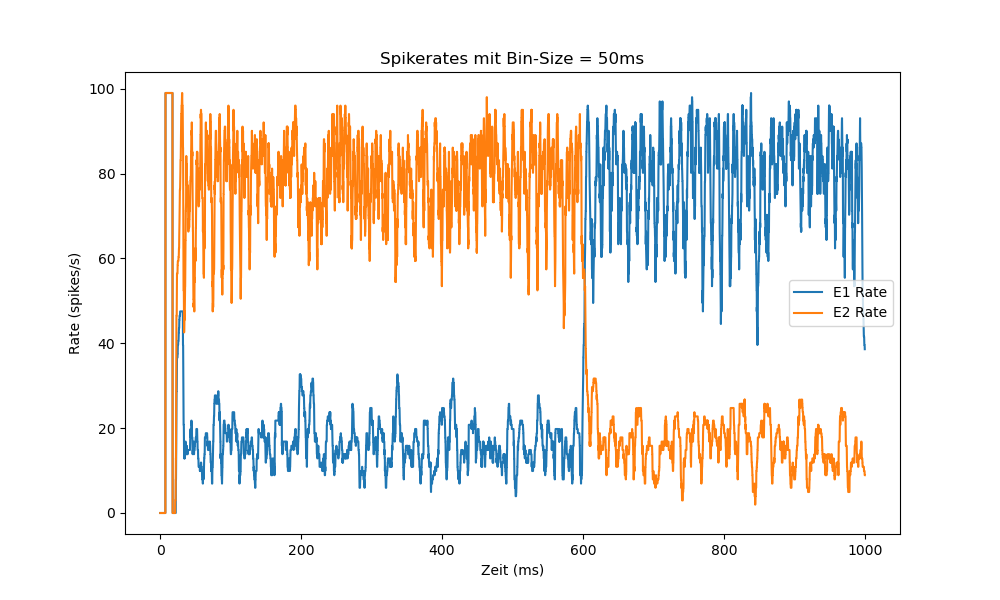 Spikerates mit Bin-Size = 50ms
Rate (spikes/s)
100
80
60
40
20
0
E1 Rate
E2 Rate
0 200 400 600 800 1000
Zeit (ms)